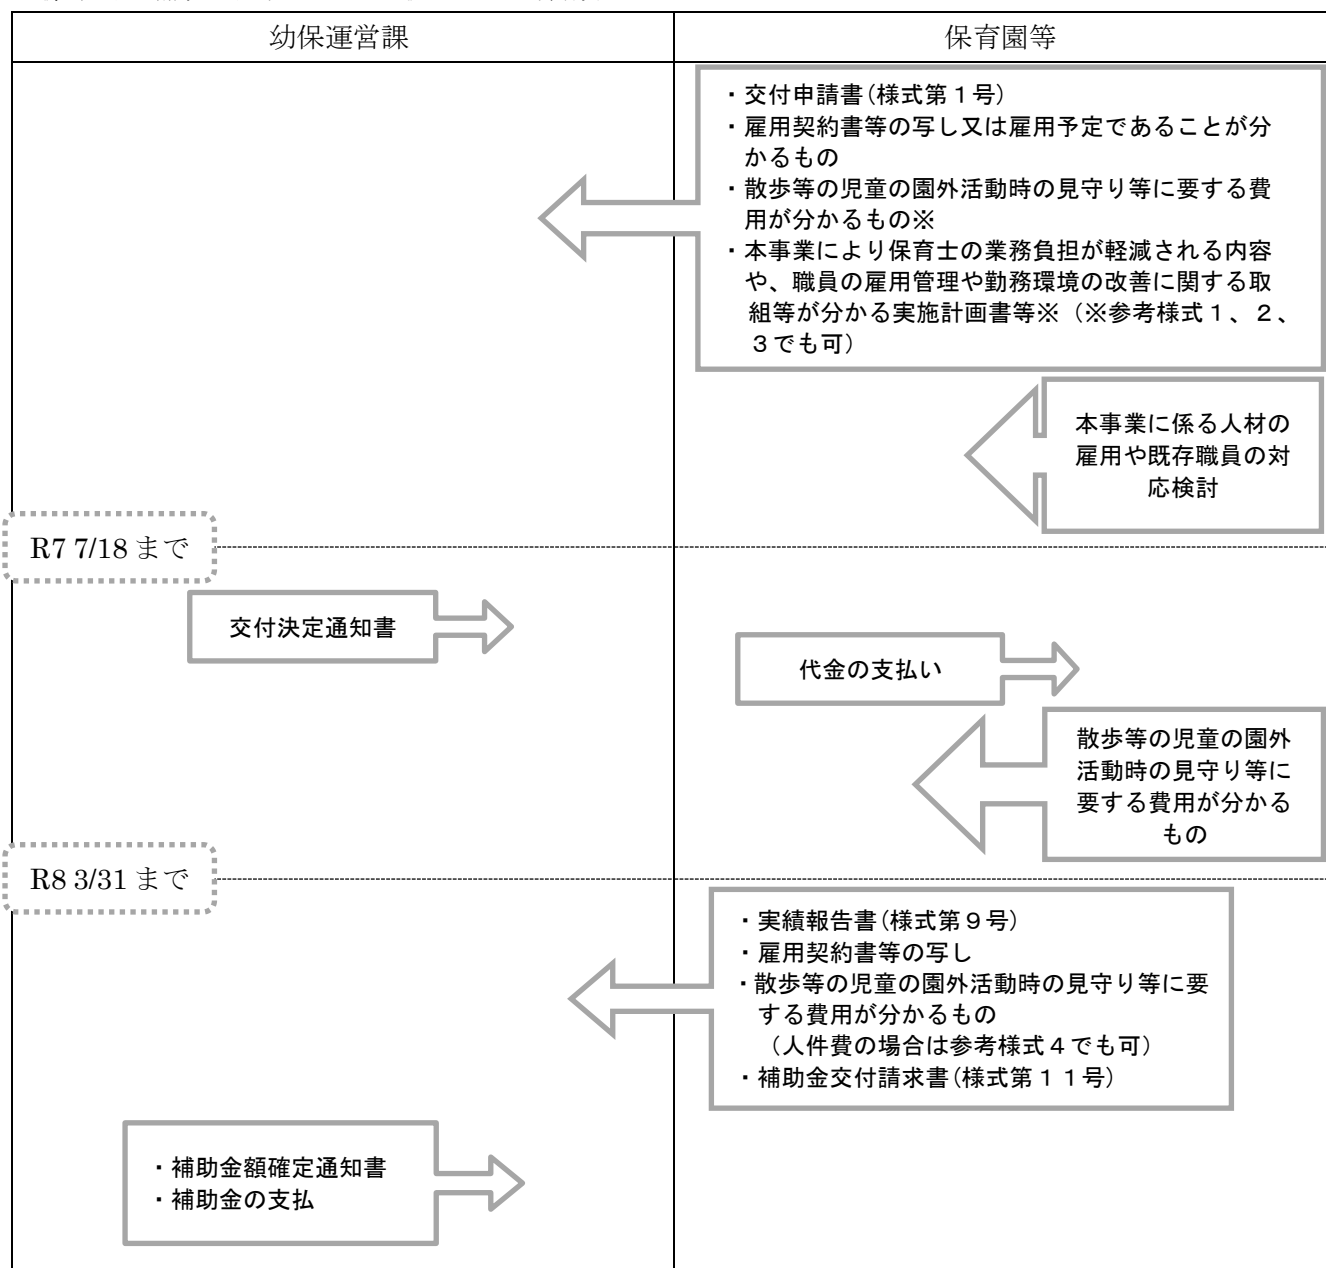 幼保運営課
保育園等
・交付申請書(様式第１号)
・雇用契約書等の写し又は雇用予定であることが分
かるもの
・散歩等の児童の園外活動時の見守り等に要する費
用が分かるもの※
・本事業により保育士の業務負担が軽減される内容
や、職員の雇用管理や勤務環境の改善に関する取
組等が分かる実施計画書等※（※参考様式１、２、
３でも可）
本事業に係る人材の
雇用や既存職員の対
応検討
R7 7/18 まで
交付決定通知書
代金の支払い
散歩等の児童の園外
活動時の見守り等に
要する費用が分かる
もの
R8 3/31 まで
・実績報告書(様式第９号)
・雇用契約書等の写し
・散歩等の児童の園外活動時の見守り等に要
する費用が分かるもの
（人件費の場合は参考様式４でも可）
・補助金交付請求書(様式第１１号)
・補助金額確定通知書
・補助金の支払